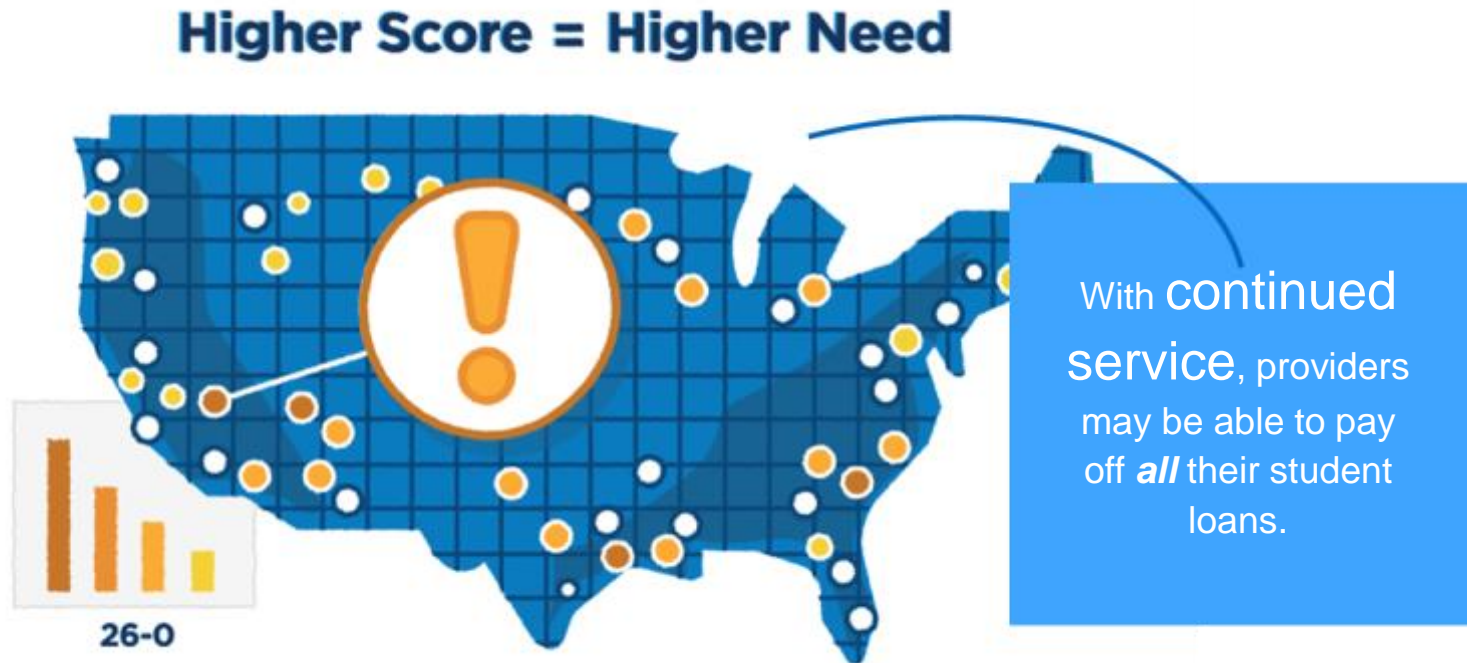 Higher Score = Higher Need
With continued
service, providers
may be able to pay
off all their student
loans.
26-0